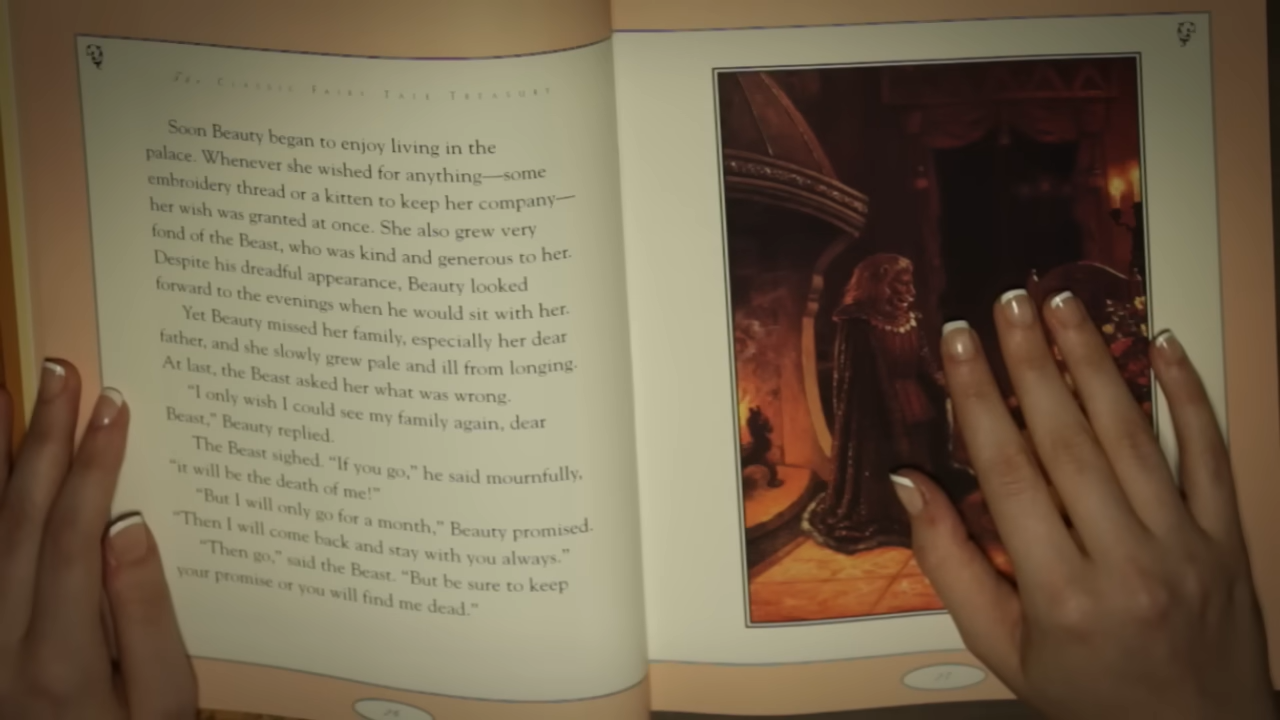 The Classic Fairy Tale Treasury
Soon Beauty began to enjoy living in the
palace. Whenever she wished for anything—some
embroidery thread or a kitten to keep her company—
her wish was granted at once. She also grew very
fond of the Beast, who was kind and generous to her.
Despite his dreadful appearance, Beauty looked
forward to the evenings when he would sit with her.
Yet Beauty missed her family, especially her dear
father, and she slowly grew pale and ill from longing.
At last, the Beast asked her what was wrong.
“I only wish I could see my family again, dear
Beast,” Beauty replied.
The Beast sighed. “If you go,” he said mournfully,
“it will be the death of me!”
“But I will only go for a month,” Beauty promised.
“Then I will come back and stay with you always.”
“Then go,” said the Beast. “But be sure to keep
your promise or you will find me dead.”